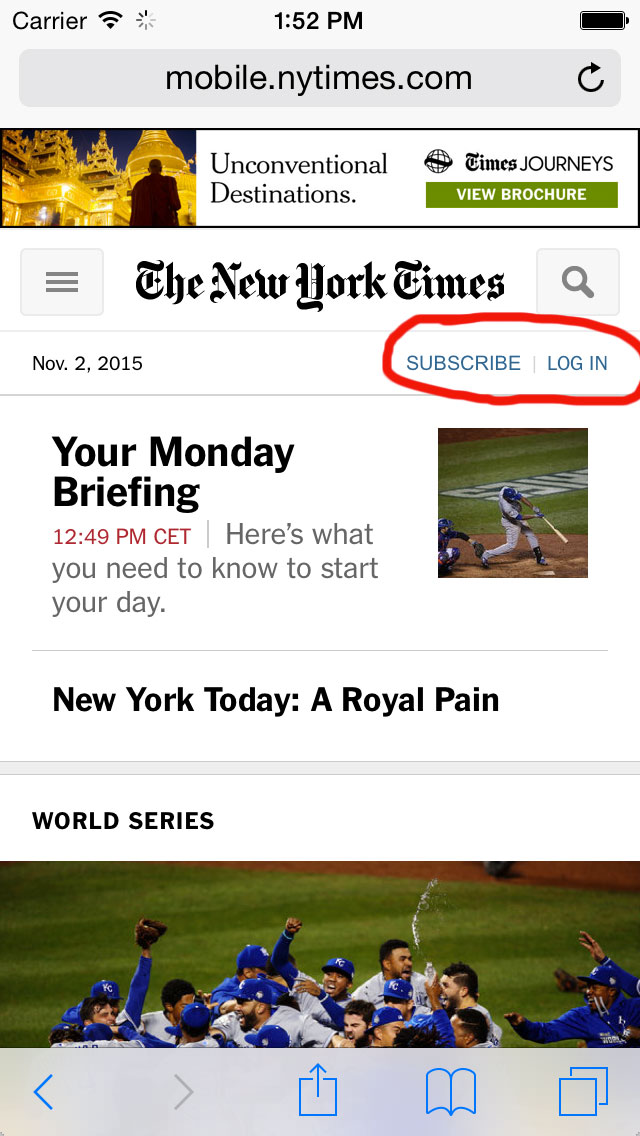 Carrier 1:52 PM
mobile.nytimes.com
Unconventional
Destinations.
Times JOURNEYS
VIEW BROCHURE
The New York Times
Nov. 2, 2015 SUBSCRIBE | LOG IN
Your Monday
Briefing
12:49 PM CET | Here’s what
you need to know to start
your day.
New York Today: A Royal Pain
WORLD SERIES